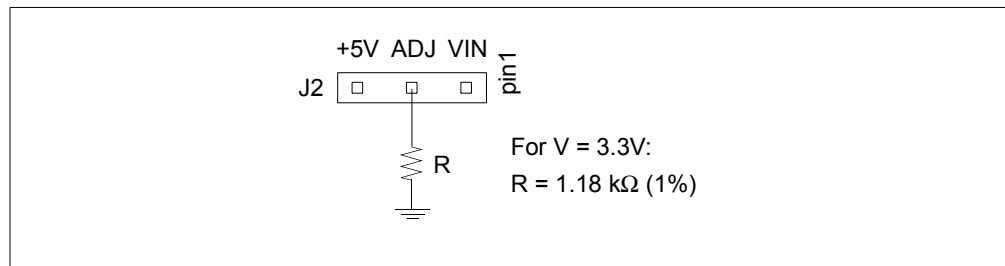 +5V ADJ VIN
pin1
J2
R
For V = 3.3V:
R = 1.18 kΩ (1%)